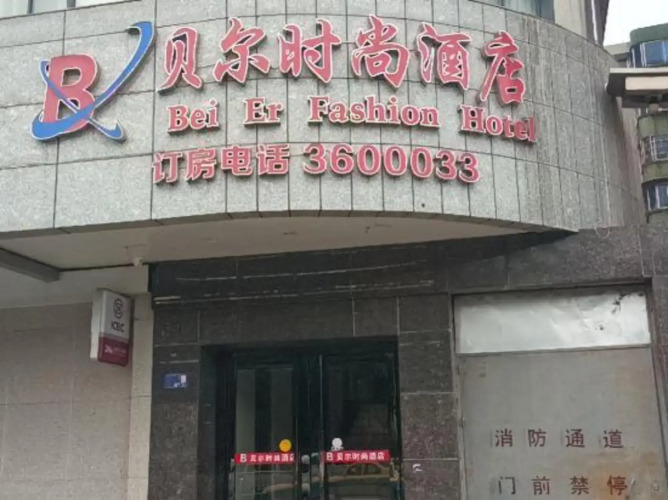 B
贝尔时尚酒店
Bei Er Fashion Hotel
订房电话 3600033
B 贝尔时尚酒店
B 贝尔时尚酒店
消防通道
门前禁停